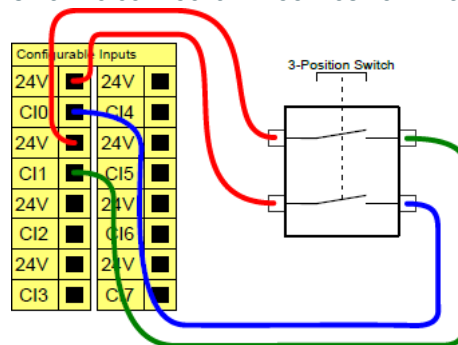 Configurable Inputs
3-Position Switch
24V 24V
CI0 CI4
24V 24V
CI1 CI5
24V 24V
CI2 CI6
24V 24V
CI3 CI7